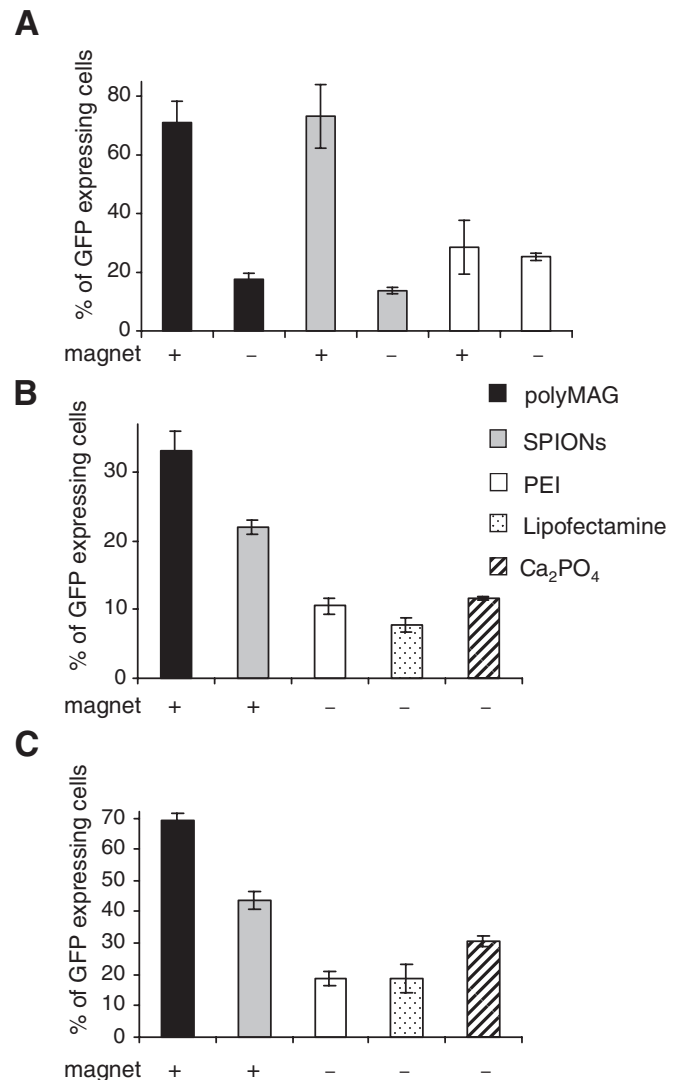 A
% of GFP expressing cells
80
60
40
20
0
magnet + – + – + –
B
% of GFP expressing cells
30
20
10
0
magnet + + – – –
polyMAG
SPIONs
PEI
Lipofectamine
Ca₂PO₄
C
% of GFP expressing cells
70
60
50
40
30
20
10
0
magnet + + – – –